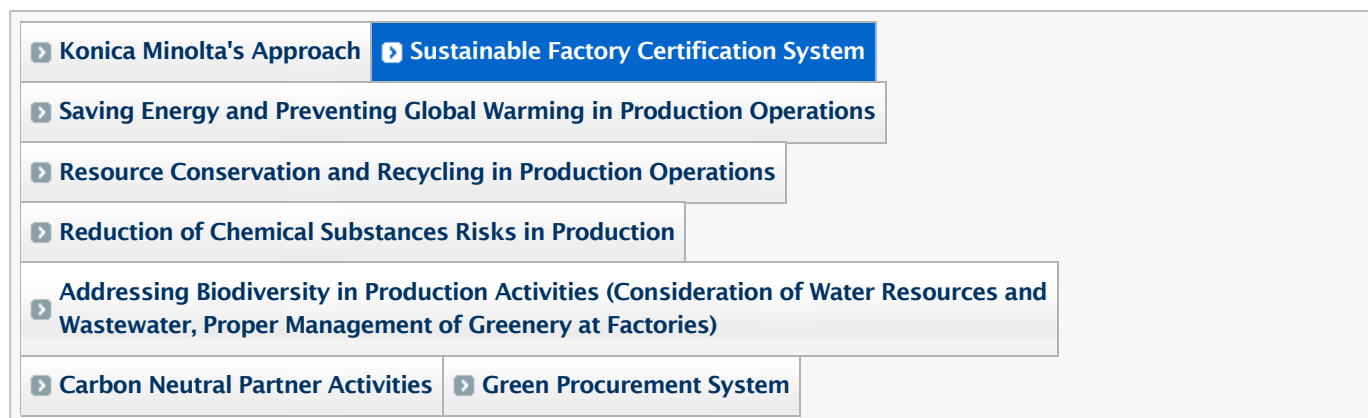 Konica Minolta's Approach
Sustainable Factory Certification System
Saving Energy and Preventing Global Warming in Production Operations
Resource Conservation and Recycling in Production Operations
Reduction of Chemical Substances Risks in Production
Addressing Biodiversity in Production Activities (Consideration of Water Resources and
Wastewater, Proper Management of Greenery at Factories)
Carbon Neutral Partner Activities
Green Procurement System